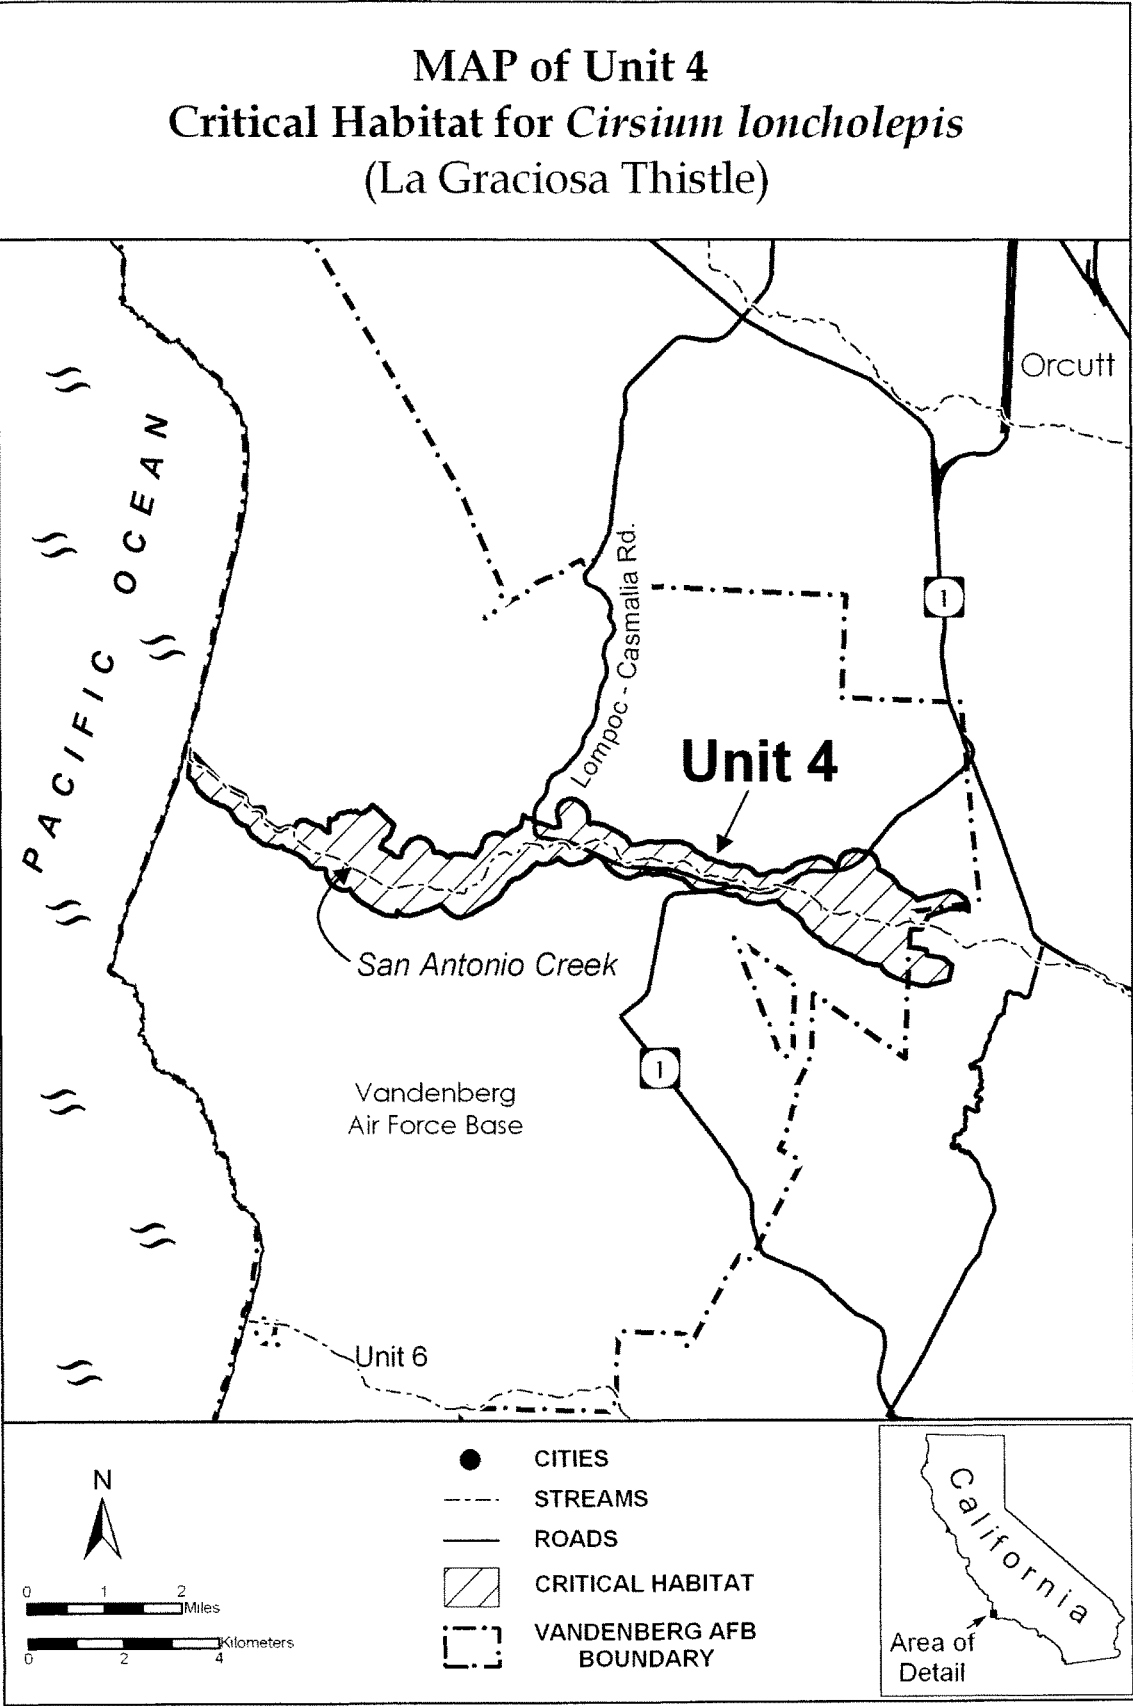 MAP of Unit 4
Critical Habitat for Cirsium loncholepis
(La Graciosa Thistle)
Orcutt
PACIFIC OCEAN
Lompoc - Casmalia Rd.
1
Unit 4
San Antonio Creek
1
Vandenberg
Air Force Base
Unit 6
N
0 1 2
Miles
Kilometers
0 2 4
CITIES
STREAMS
ROADS
CRITICAL HABITAT
VANDENBERG AFB
BOUNDARY
California
Area of
Detail